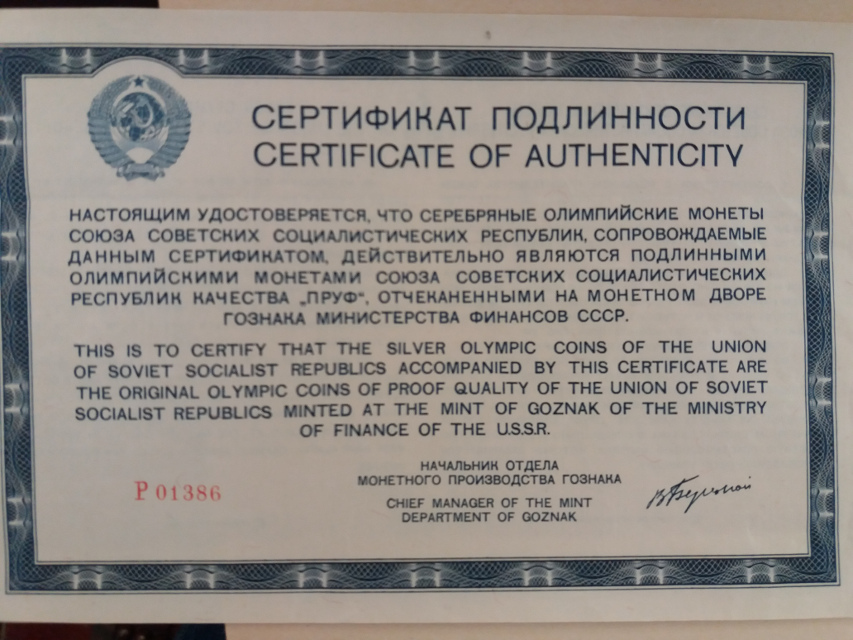 СЕРТИФИКАТ ПОДЛИННОСТИ
CERTIFICATE OF AUTHENTICITY
НАСТОЯЩИМ УДОСТОВЕРЯЕТСЯ, ЧТО СЕРЕБРЯНЫЕ ОЛИМПИЙСКИЕ МОНЕТЫ
СОЮЗА СОВЕТСКИХ СОЦИАЛИСТИЧЕСКИХ РЕСПУБЛИК, СОПРОВОЖДАЕМЫЕ
ДАННЫМ СЕРТИФИКАТОМ, ДЕЙСТВИТЕЛЬНО ЯВЛЯЮТСЯ ПОДЛИННЫМИ
ОЛИМПИЙСКИМИ МОНЕТАМИ СОЮЗА СОВЕТСКИХ СОЦИАЛИСТИЧЕСКИХ
РЕСПУБЛИК КАЧЕСТВА „ПРУФ“, ОТЧЕКАНЕННЫМИ НА МОНЕТНОМ ДВОРЕ
ГОЗНАКА МИНИСТЕРСТВА ФИНАНСОВ СССР.
THIS IS TO CERTIFY THAT THE SILVER OLYMPIC COINS OF THE UNION
OF SOVIET SOCIALIST REPUBLICS ACCOMPANIED BY THIS CERTIFICATE ARE
THE ORIGINAL OLYMPIC COINS OF PROOF QUALITY OF THE UNION OF SOVIET
SOCIALIST REPUBLICS MINTED AT THE MINT OF GOZNAK OF THE MINISTRY
OF FINANCE OF THE U.S.S.R.
НАЧАЛЬНИК ОТДЕЛА
МОНЕТНОГО ПРОИЗВОДСТВА ГОЗНАКА
P 01386
CHIEF MANAGER OF THE MINT
DEPARTMENT OF GOZNAK